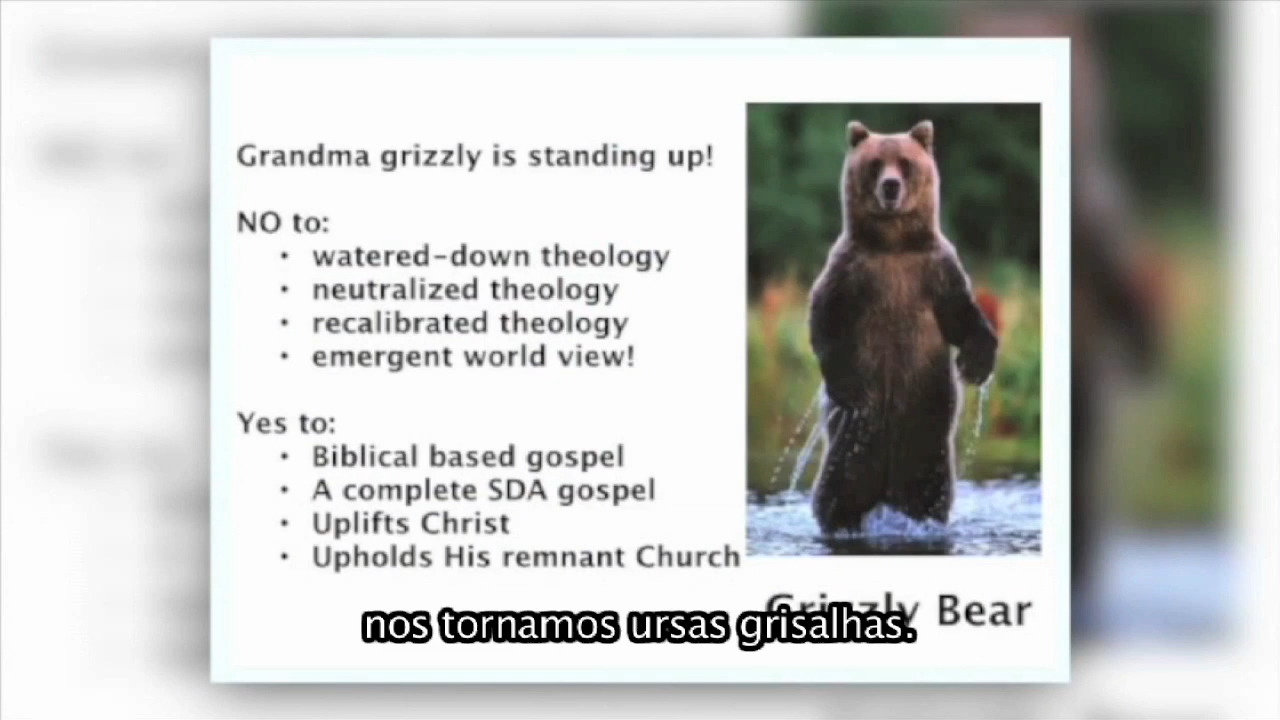 Grandma grizzly is standing up!
NO to:
• watered-down theology
• neutralized theology
• recalibrated theology
• emergent world view!
Yes to:
• Biblical based gospel
• A complete SDA gospel
• Uplifts Christ
• Upholds His remnant Church
Grizzly Bear
nos tornamos ursas grisalhas.